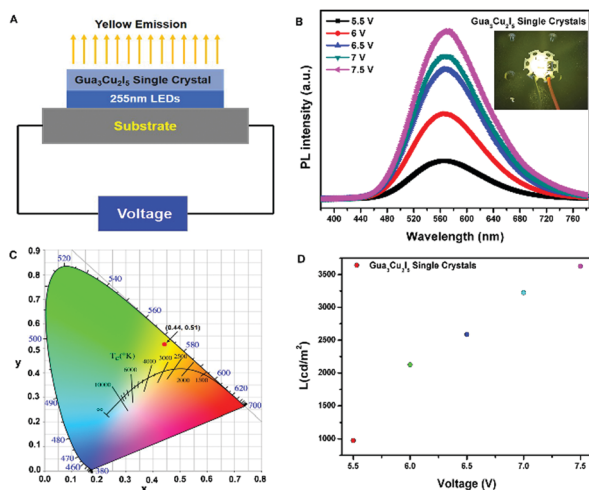 A
Yellow Emission
Gua3Cu2I5 Single Crystal
255nm LEDs
Substrate
Voltage
B
5.5 V
6 V
6.5 V
7 V
7.5 V
Gua3Cu2I5 Single Crystals
PL intensity (a.u.)
400 440 480 520 560 600 640 680 720 760
Wavelength (nm)
C
0.9
0.8
0.7
0.6
0.5
0.4
0.3
0.2
0.1
0.0
y
0.0 0.1 0.2 0.3 0.4 0.5 0.6 0.7 0.8
x
520
540
560
580
600
620
700
500
490
480
470
460
380
(0.44, 0.51)
Tc(°K)
10000
6000
4000
3000
2500
2000
1500
∞
D
Gua3Cu2I5 Single Crystals
L(cd/m2)
3500
3000
2500
2000
1500
1000
5.5 6.0 6.5 7.0 7.5
Voltage (V)